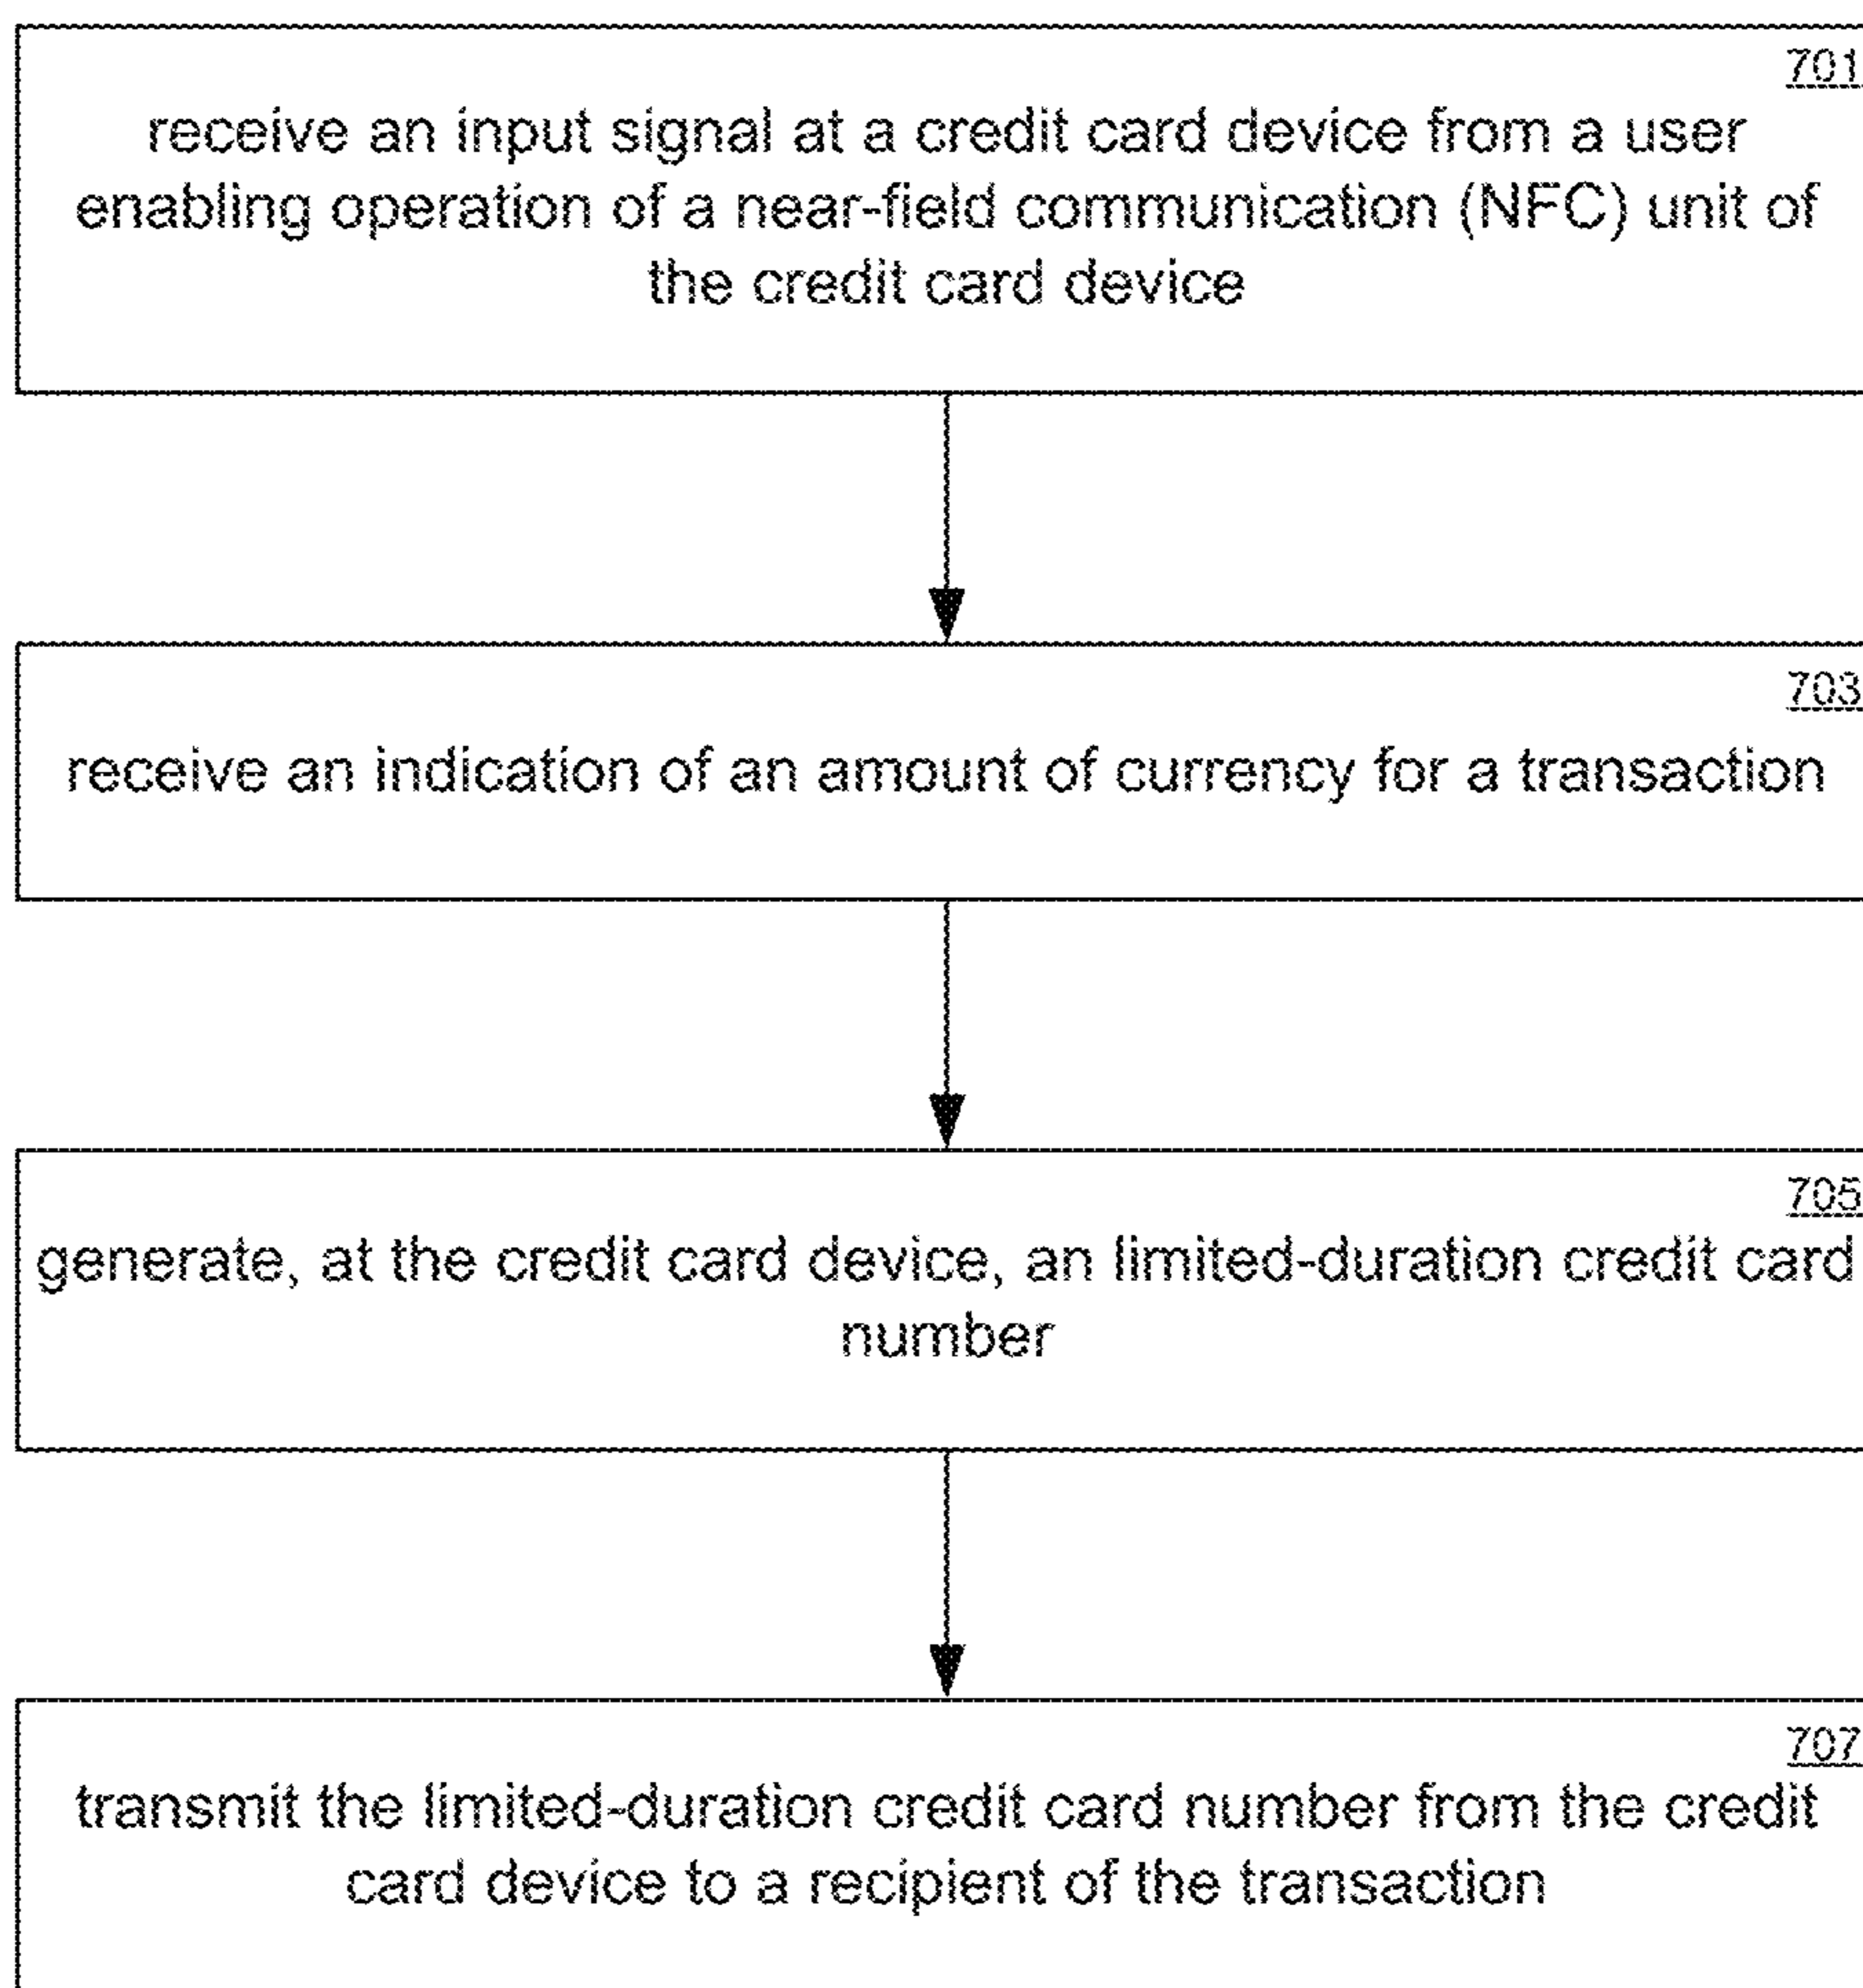 701
receive an input signal at a credit card device from a user
enabling operation of a near-field communication (NFC) unit of
the credit card device
703
receive an indication of an amount of currency for a transaction
705
generate, at the credit card device, an limited-duration credit card
number
707
transmit the limited-duration credit card number from the credit
card device to a recipient of the transaction